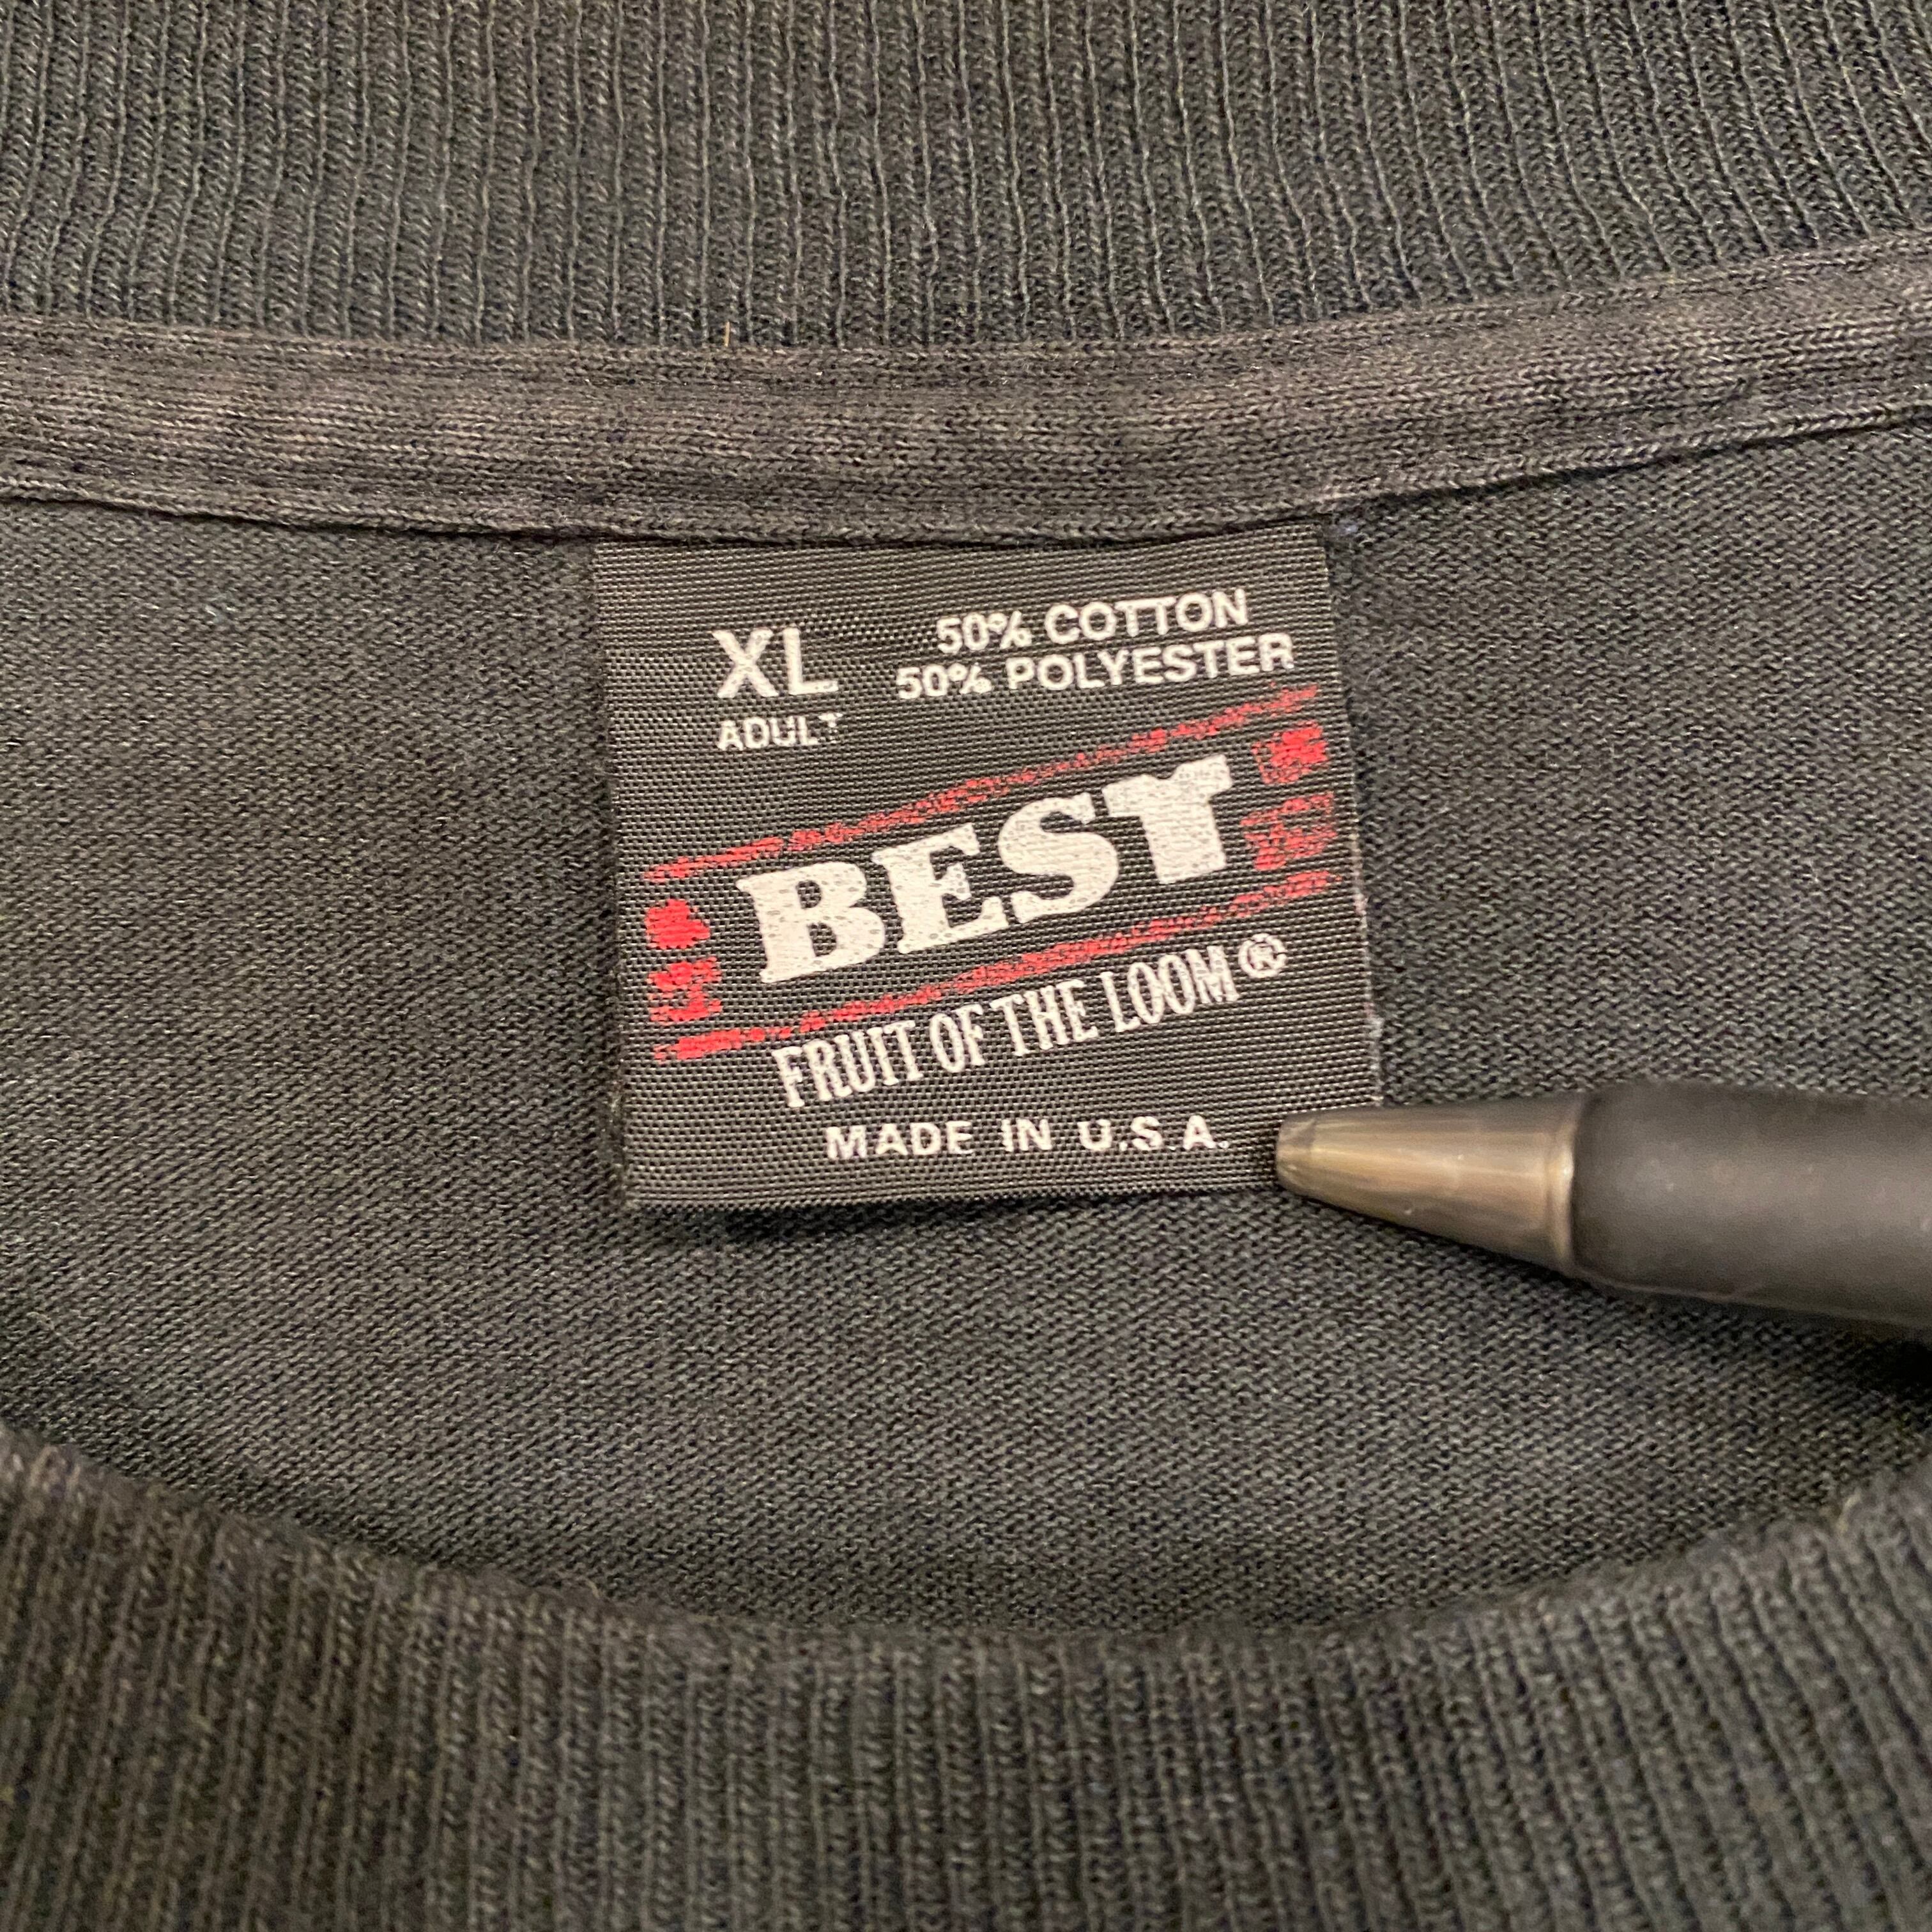 XL
ADULT
50% COTTON
50% POLYESTER
BEST
FRUIT OF THE LOOM ®
MADE IN U.S.A.